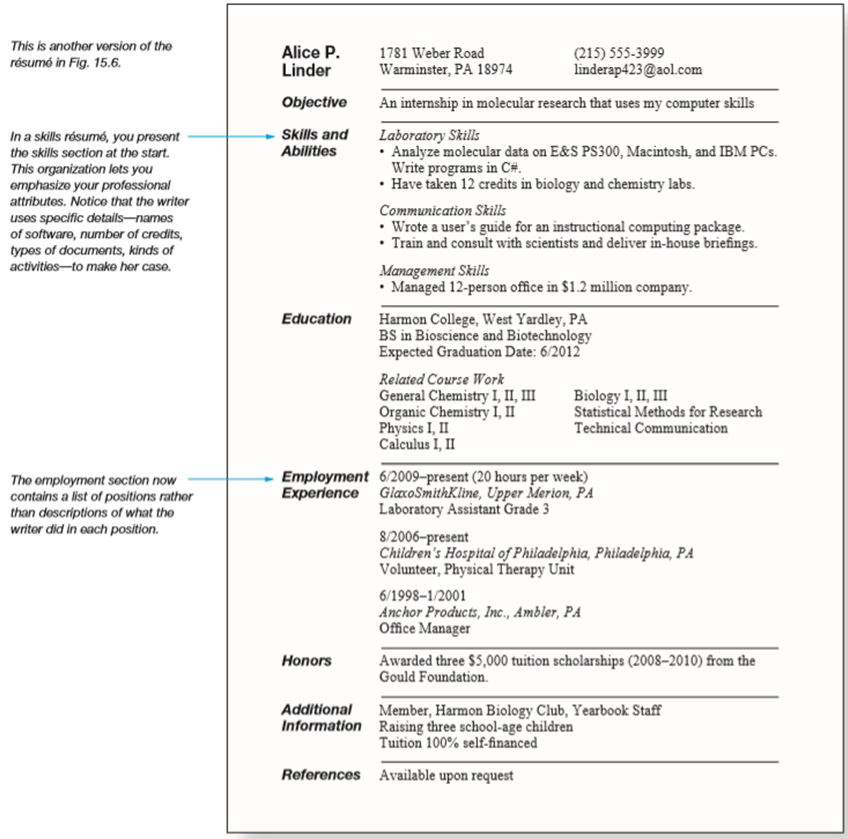 This is another version of the
résumé in Fig. 15.6.
In a skills résumé, you present
the skills section at the start.
This organization lets you
emphasize your professional
attributes. Notice that the writer
uses specific details—names
of software, number of credits,
types of documents, kinds of
activities—to make her case.
The employment section now
contains a list of positions rather
than descriptions of what the
writer did in each position.
Alice P. 1781 Weber Road (215) 555-3999
Linder Warminster, PA 18974 linderap423@aol.com
Objective An internship in molecular research that uses my computer skills
Skills and Laboratory Skills
Abilities • Analyze molecular data on E&S PS300, Macintosh, and IBM PCs.
Write programs in C#.
• Have taken 12 credits in biology and chemistry labs.
Communication Skills
• Wrote a user's guide for an instructional computing package.
• Train and consult with scientists and deliver in-house briefings.
Management Skills
• Managed 12-person office in $1.2 million company.
Education Harmon College, West Yardley, PA
BS in Bioscience and Biotechnology
Expected Graduation Date: 6/2012
Related Course Work
General Chemistry I, II, III Biology I, II, III
Organic Chemistry I, II Statistical Methods for Research
Physics I, II Technical Communication
Calculus I, II
Employment 6/2009–present (20 hours per week)
Experience GlaxoSmithKline, Upper Merion, PA
Laboratory Assistant Grade 3
8/2006–present
Children's Hospital of Philadelphia, Philadelphia, PA
Volunteer, Physical Therapy Unit
6/1998–1/2001
Anchor Products, Inc., Ambler, PA
Office Manager
Honors Awarded three $5,000 tuition scholarships (2008–2010) from the
Gould Foundation.
Additional Member, Harmon Biology Club, Yearbook Staff
Information Raising three school-age children
Tuition 100% self-financed
References Available upon request